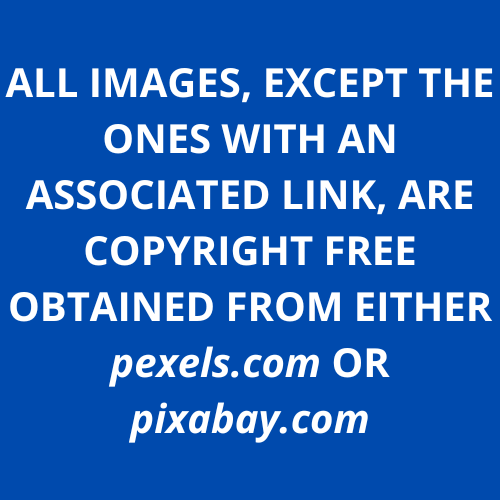 ALL IMAGES, EXCEPT THE
ONES WITH AN
ASSOCIATED LINK, ARE
COPYRIGHT FREE
OBTAINED FROM EITHER
pexels.com OR
pixabay.com